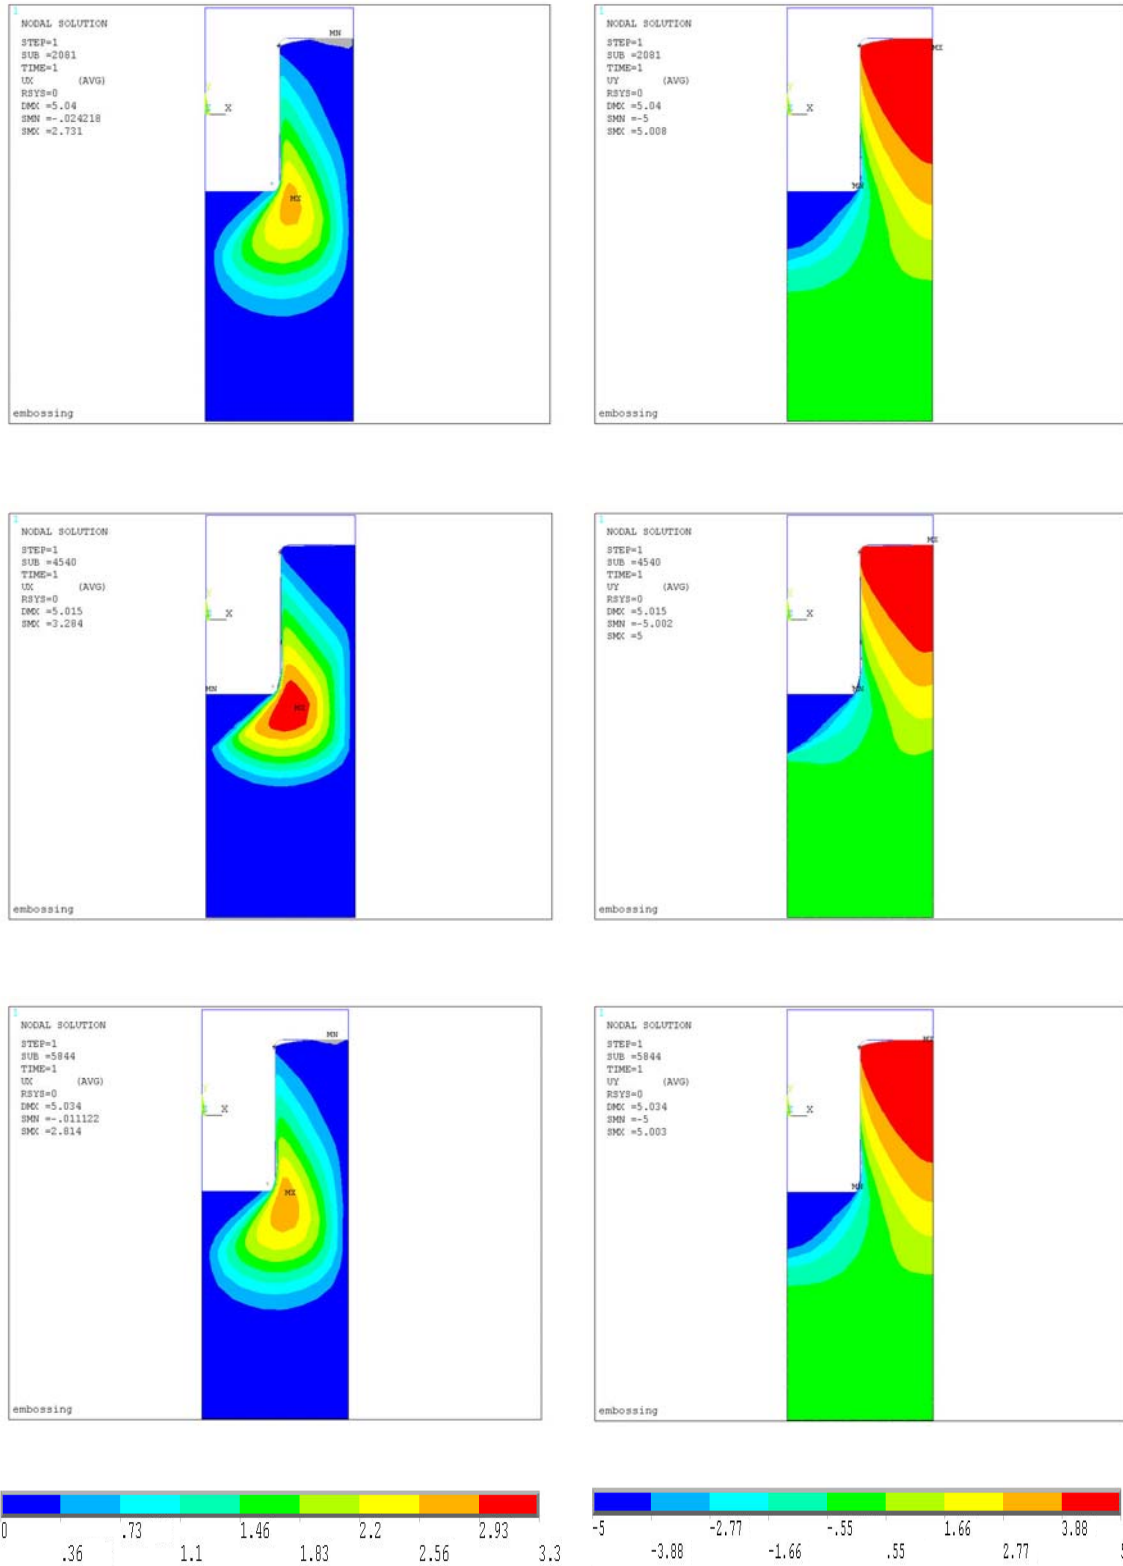 1
NODAL SOLUTION
STEP=1
SUB =2081
TIME=1
UX (AVG)
RSYS=0
DMX =5.04
SMN =-.024218
SMX =2.731
MN
Y
Z X
MX
embossing
1
NODAL SOLUTION
STEP=1
SUB =2081
TIME=1
UY (AVG)
RSYS=0
DMX =5.04
SMN =-5
SMX =5.008
MX
Y
Z X
MN
embossing
1
NODAL SOLUTION
STEP=1
SUB =4540
TIME=1
UX (AVG)
RSYS=0
DMX =5.015
SMX =3.284
Y
Z X
MN
MX
embossing
1
NODAL SOLUTION
STEP=1
SUB =4540
TIME=1
UY (AVG)
RSYS=0
DMX =5.015
SMN =-5.002
SMX =5
MX
Y
Z X
MN
embossing
1
NODAL SOLUTION
STEP=1
SUB =5844
TIME=1
UX (AVG)
RSYS=0
DMX =5.034
SMN =-.011122
SMX =2.814
MN
Y
Z X
MX
embossing
1
NODAL SOLUTION
STEP=1
SUB =5844
TIME=1
UY (AVG)
RSYS=0
DMX =5.034
SMN =-5
SMX =5.003
MX
Y
Z X
MN
embossing
0 .73 1.46 2.2 2.93
.36 1.1 1.83 2.56 3.3
-5 -2.77 -.55 1.66 3.88
-3.88 -1.66 .55 2.77 5